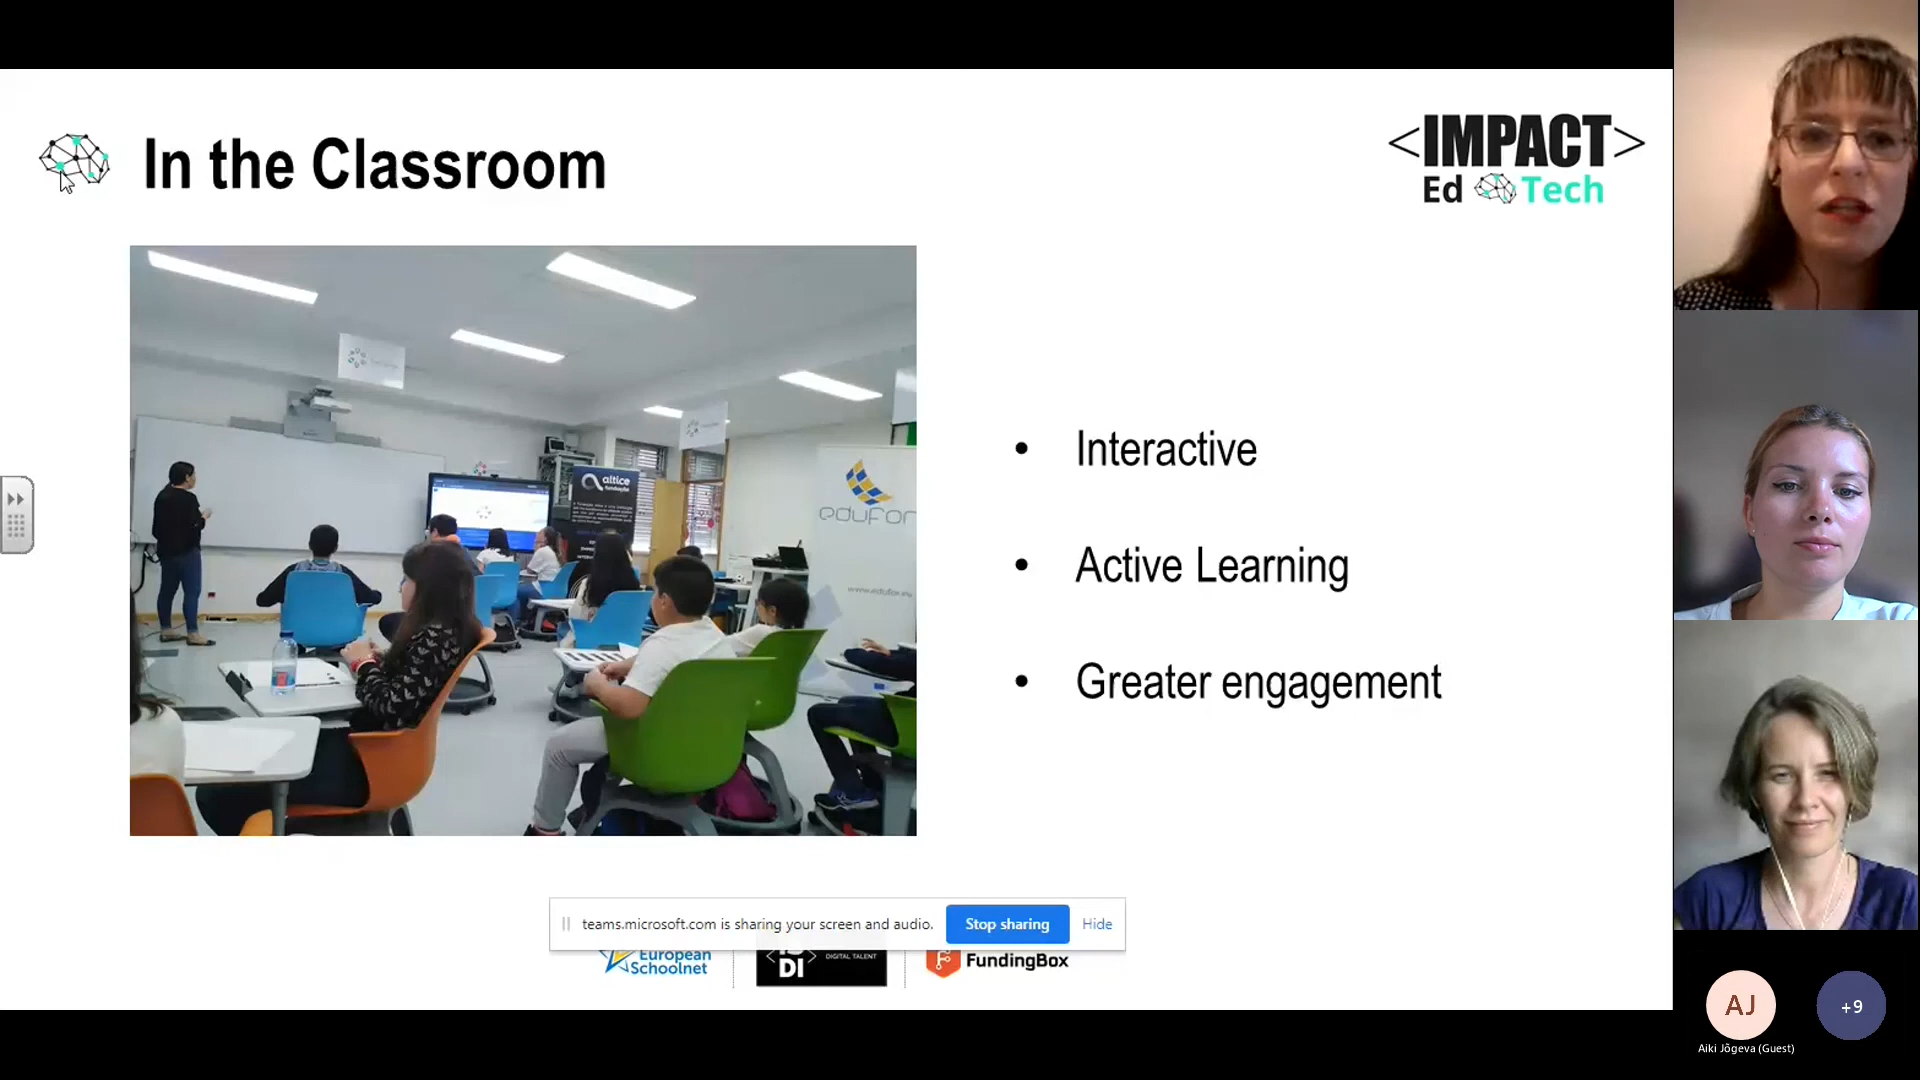 In the Classroom
<IMPACT>
Ed Tech
altice
fundação
EDUFOR
• Interactive
• Active Learning
• Greater engagement
teams.microsoft.com is sharing your screen and audio.
Stop sharing
Hide
European
Schoolnet
DI
DIGITAL TALENT
FundingBox
AJ
+9
Aiki Jõgeva (Guest)